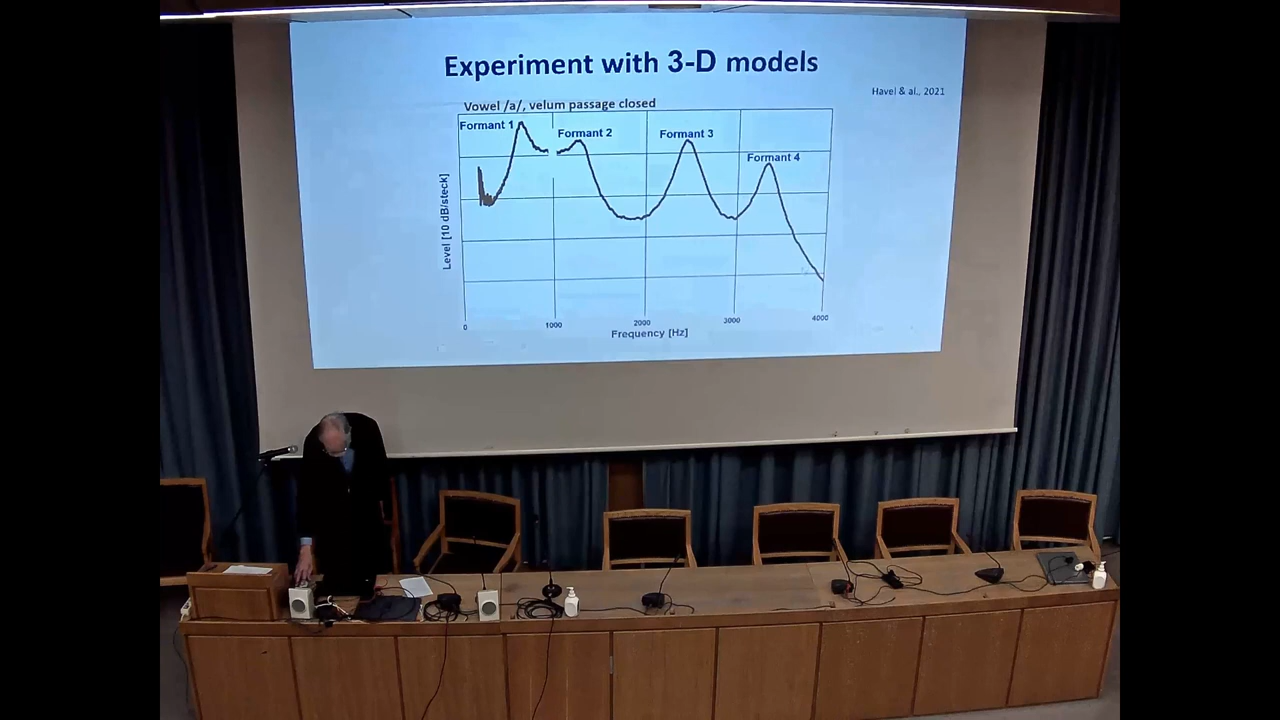 Experiment with 3-D models
Havel & al., 2021
Vowel /a/, velum passage closed
Formant 1
Formant 2
Formant 3
Formant 4
Level [10 dB/steck]
0 1000 2000 3000 4000
Frequency [Hz]